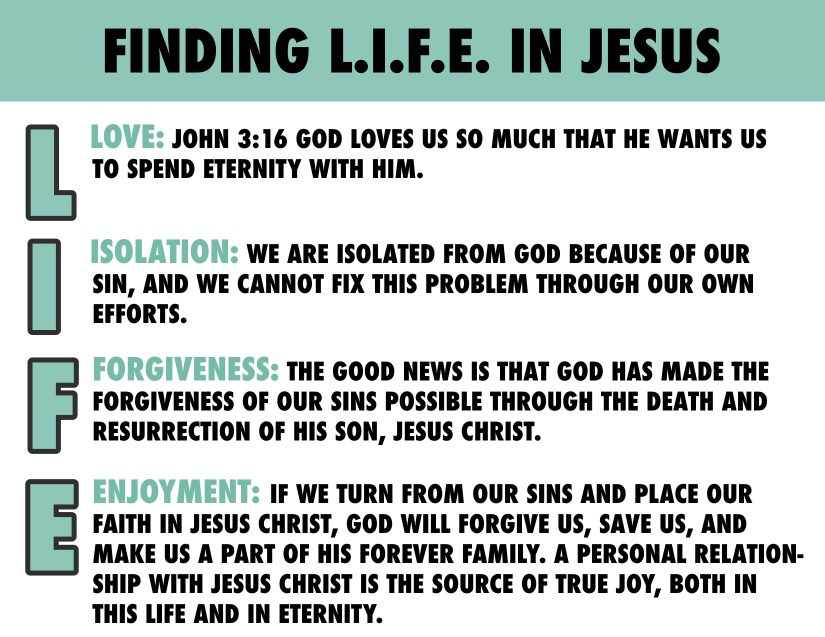 FINDING L.I.F.E. IN JESUS
L
LOVE: JOHN 3:16 GOD LOVES US SO MUCH THAT HE WANTS US
TO SPEND ETERNITY WITH HIM.
I
ISOLATION: WE ARE ISOLATED FROM GOD BECAUSE OF OUR
SIN, AND WE CANNOT FIX THIS PROBLEM THROUGH OUR OWN
EFFORTS.
F
FORGIVENESS: THE GOOD NEWS IS THAT GOD HAS MADE THE
FORGIVENESS OF OUR SINS POSSIBLE THROUGH THE DEATH AND
RESURRECTION OF HIS SON, JESUS CHRIST.
E
ENJOYMENT: IF WE TURN FROM OUR SINS AND PLACE OUR
FAITH IN JESUS CHRIST, GOD WILL FORGIVE US, SAVE US, AND
MAKE US A PART OF HIS FOREVER FAMILY. A PERSONAL RELATION-
SHIP WITH JESUS CHRIST IS THE SOURCE OF TRUE JOY, BOTH IN
THIS LIFE AND IN ETERNITY.